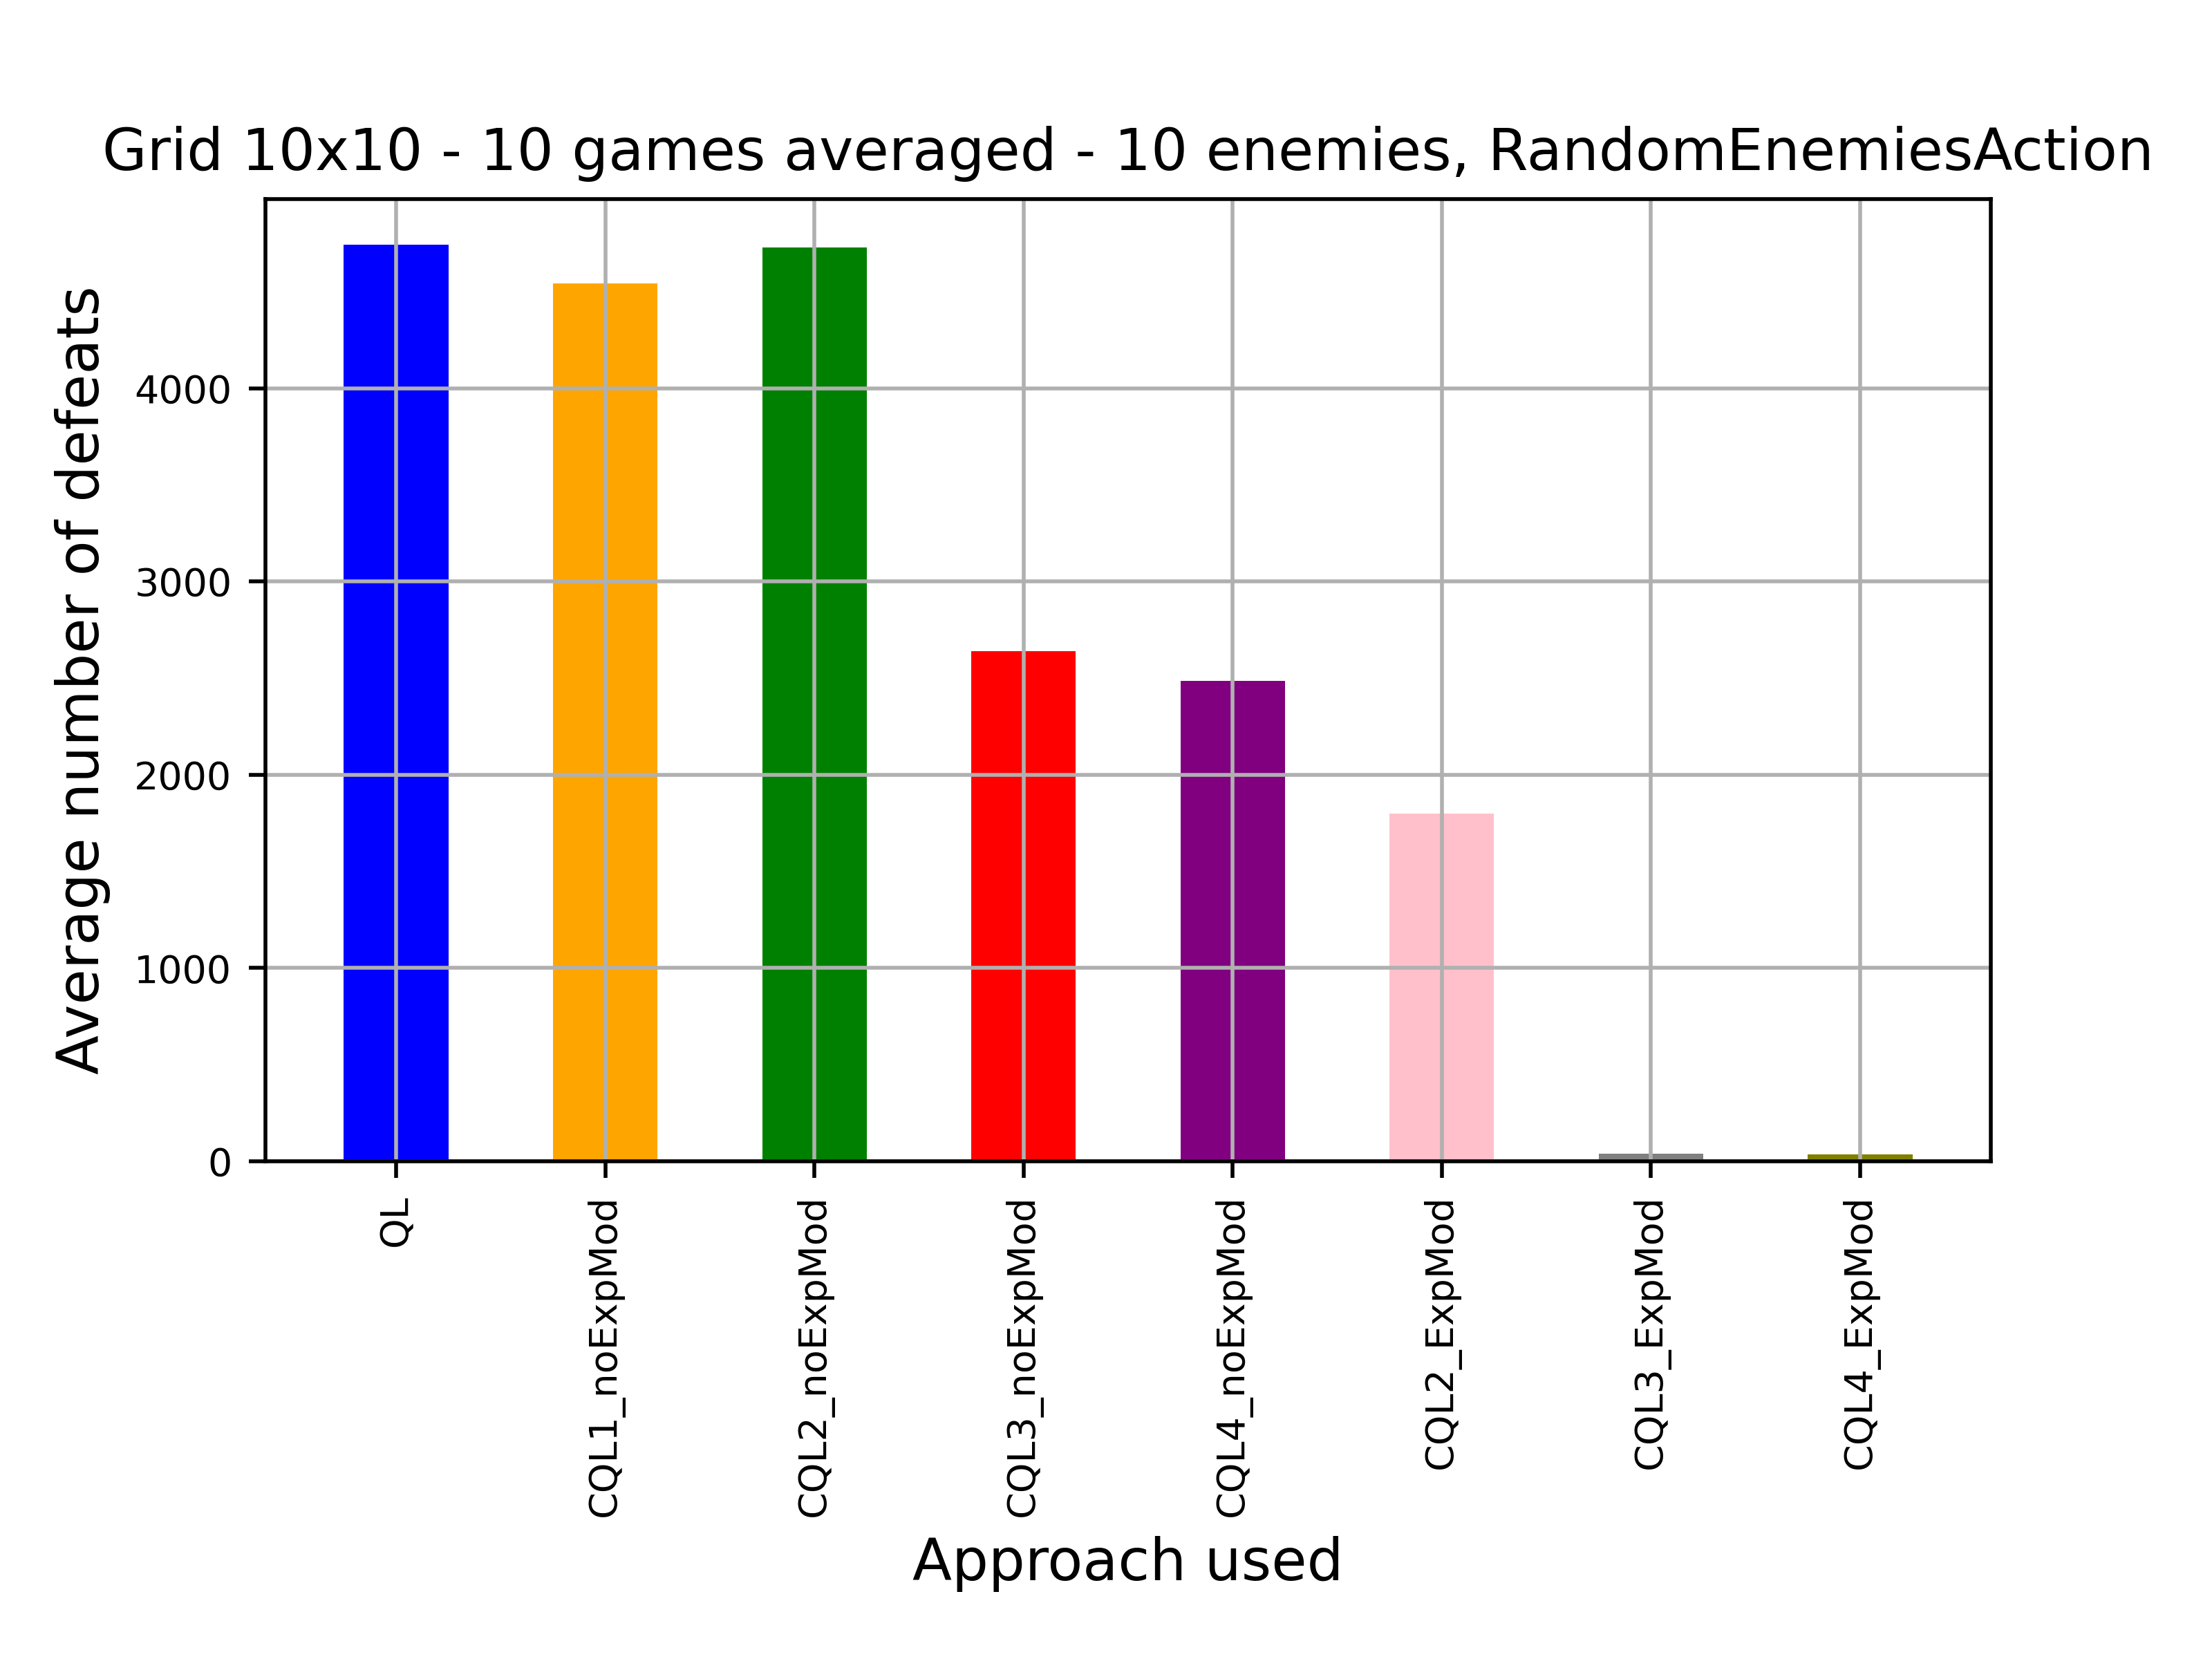 Grid 10x10 - 10 games averaged - 10 enemies, RandomEnemiesAction
Average number of defeats
4000
3000
2000
1000
0
QL
CQL1_noExpMod
CQL2_noExpMod
CQL3_noExpMod
CQL4_noExpMod
CQL2_ExpMod
CQL3_ExpMod
CQL4_ExpMod
Approach used